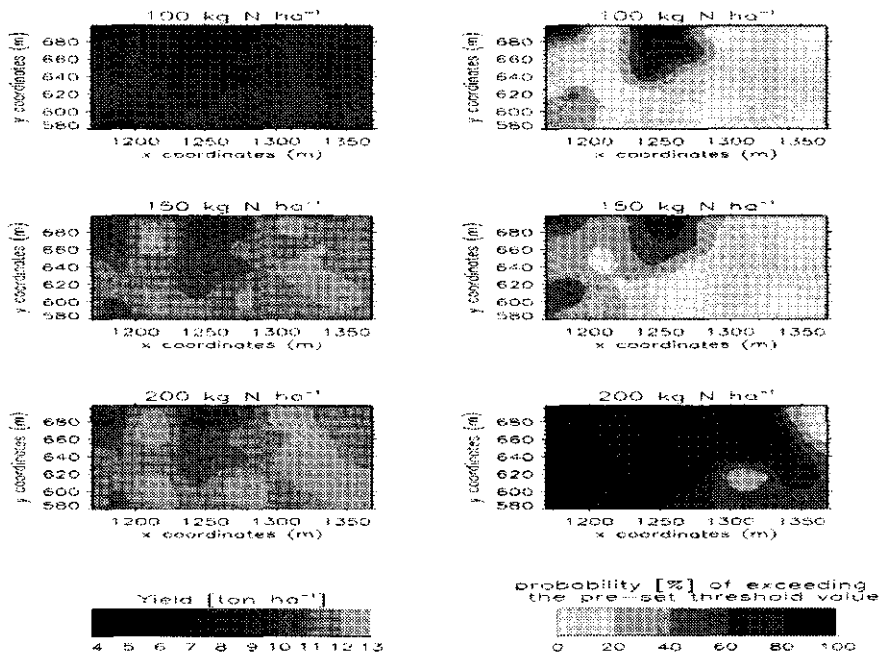 100 kg N ha⁻¹
y coordinates (m)
680
660
640
620
600
580
1200 1250 1300 1350
x coordinates (m)
100 kg N ha⁻¹
y coordinates (m)
680
660
640
620
600
580
1200 1250 1300 1350
x coordinates (m)
150 kg N ha⁻¹
y coordinates (m)
680
660
640
620
600
580
1200 1250 1300 1350
x coordinates (m)
150 kg N ha⁻¹
y coordinates (m)
680
660
640
620
600
580
1200 1250 1300 1350
x coordinates (m)
200 kg N ha⁻¹
y coordinates (m)
680
660
640
620
600
580
1200 1250 1300 1350
x coordinates (m)
200 kg N ha⁻¹
y coordinates (m)
680
660
640
620
600
580
1200 1250 1300 1350
x coordinates (m)
Yield [ton ha⁻¹]
4 5 6 7 8 9 10 11 12 13
probability [%] of exceeding
the pre-set threshold value
0 20 40 60 80 100